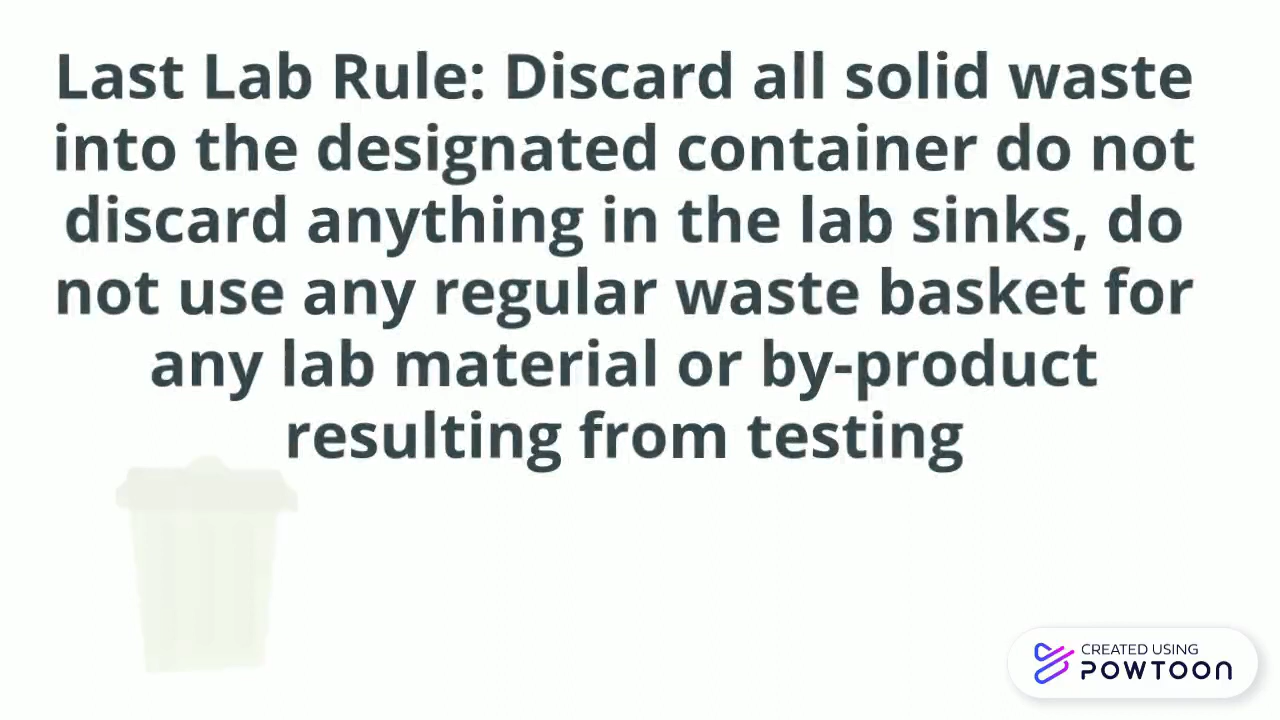 Last Lab Rule: Discard all solid waste
into the designated container do not
discard anything in the lab sinks, do
not use any regular waste basket for
any lab material or by-product
resulting from testing
CREATED USING
POWTOON